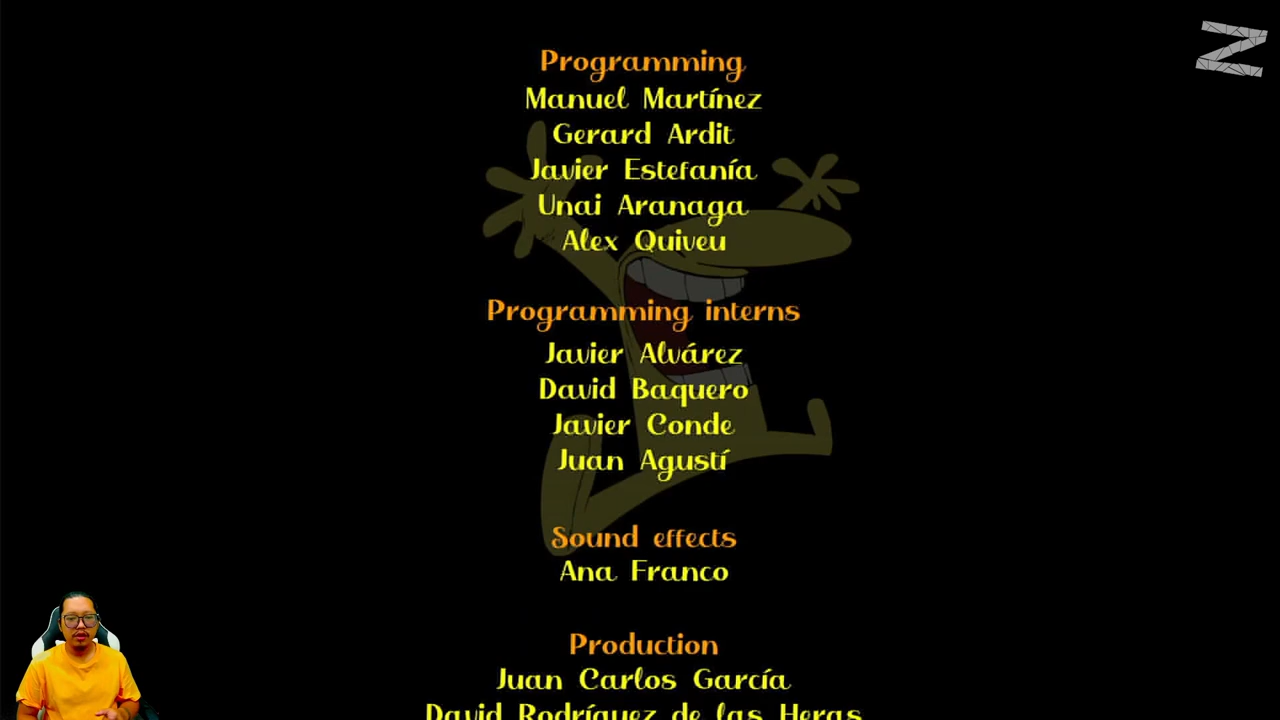 Programming
Manuel Martínez
Gerard Ardit
Javier Estefanía
Unai Aranaga
Alex Quiveu
Programming interns
Javier Alvárez
David Baquero
Javier Conde
Juan Agustí
Sound effects
Ana Franco
Production
Juan Carlos García
David Rodríguez de las Heras
Z